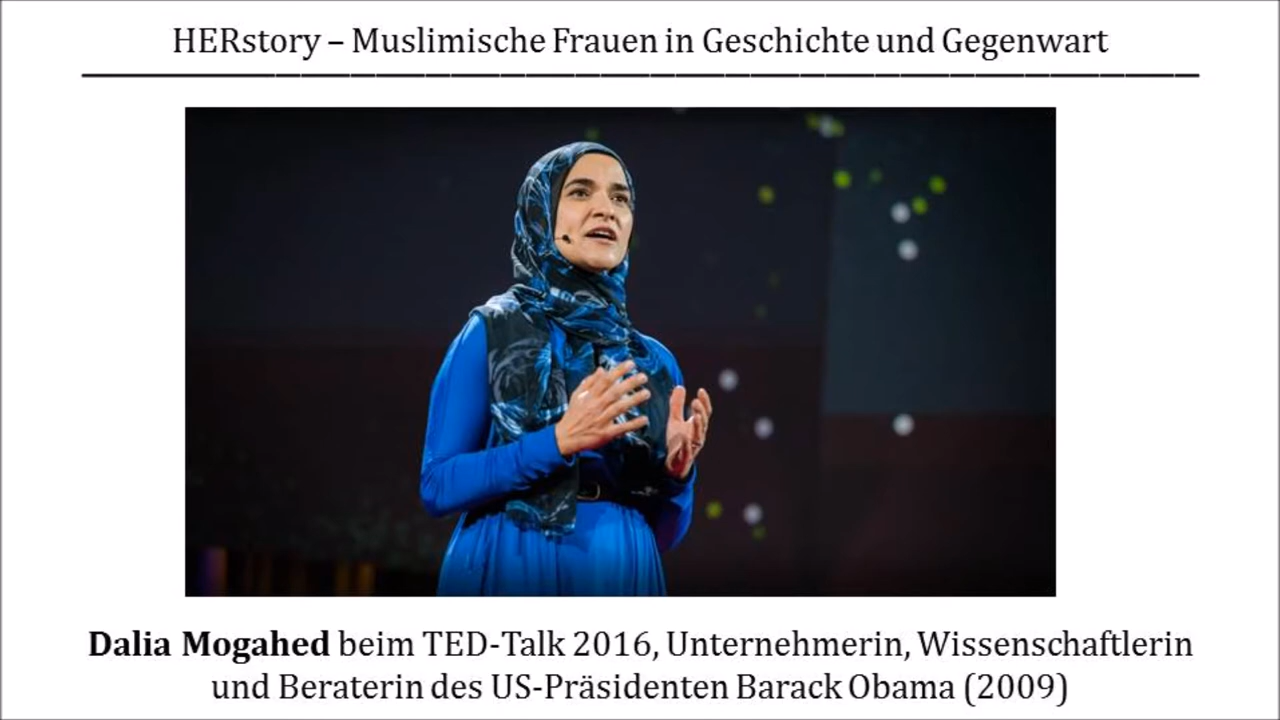 HERstory – Muslimische Frauen in Geschichte und Gegenwart
Dalia Mogahed beim TED-Talk 2016, Unternehmerin, Wissenschaftlerin
und Beraterin des US-Präsidenten Barack Obama (2009)